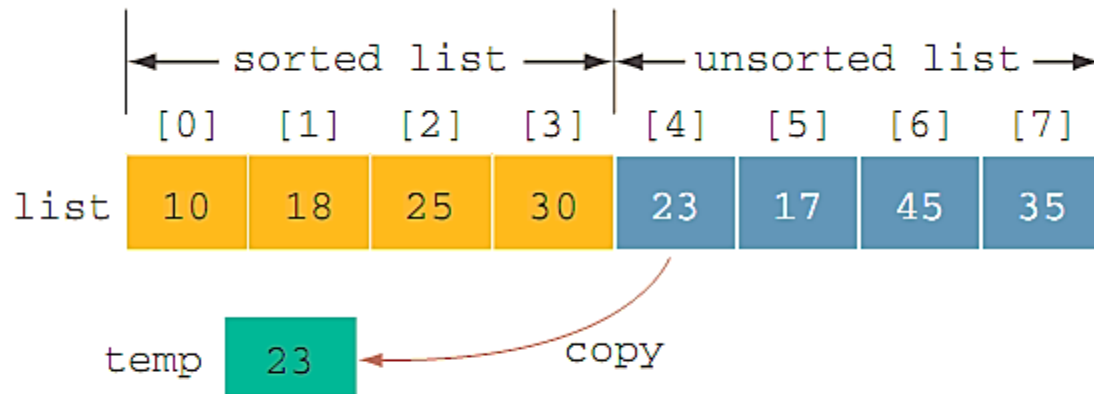 sorted list unsorted list
[0] [1] [2] [3] [4] [5] [6] [7]
list 10 18 25 30 23 17 45 35
temp 23 copy